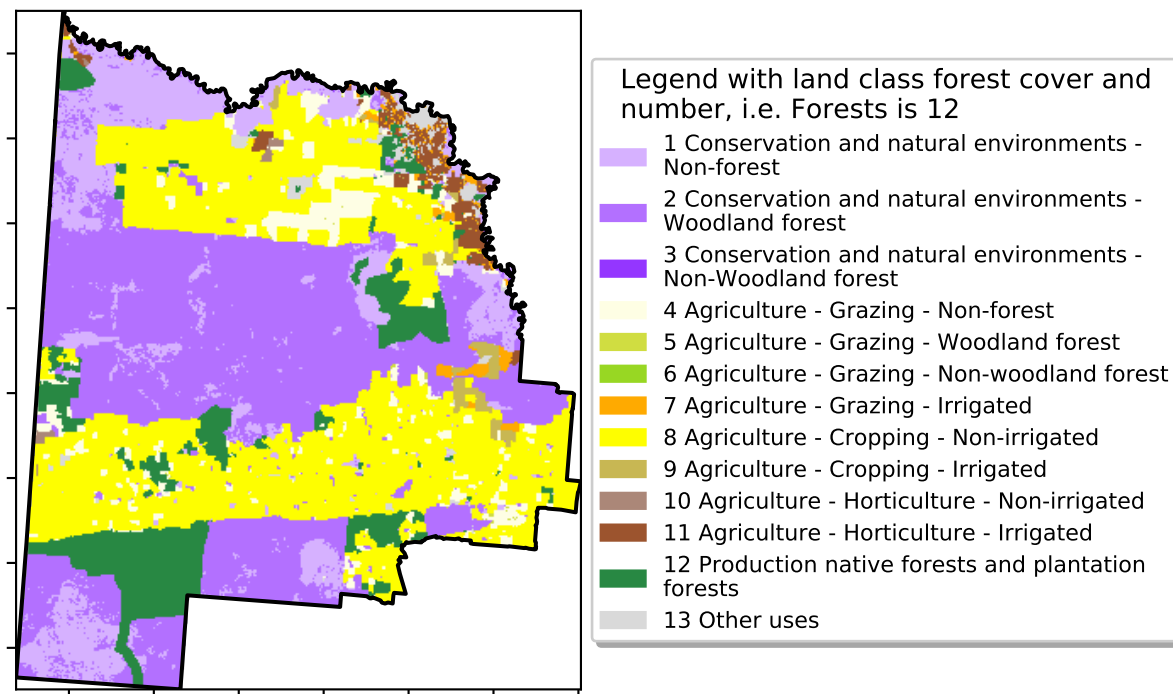 Legend with land class forest cover and
number, i.e. Forests is 12
1 Conservation and natural environments -
Non-forest
2 Conservation and natural environments -
Woodland forest
3 Conservation and natural environments -
Non-Woodland forest
4 Agriculture - Grazing - Non-forest
5 Agriculture - Grazing - Woodland forest
6 Agriculture - Grazing - Non-woodland forest
7 Agriculture - Grazing - Irrigated
8 Agriculture - Cropping - Non-irrigated
9 Agriculture - Cropping - Irrigated
10 Agriculture - Horticulture - Non-irrigated
11 Agriculture - Horticulture - Irrigated
12 Production native forests and plantation
forests
13 Other uses